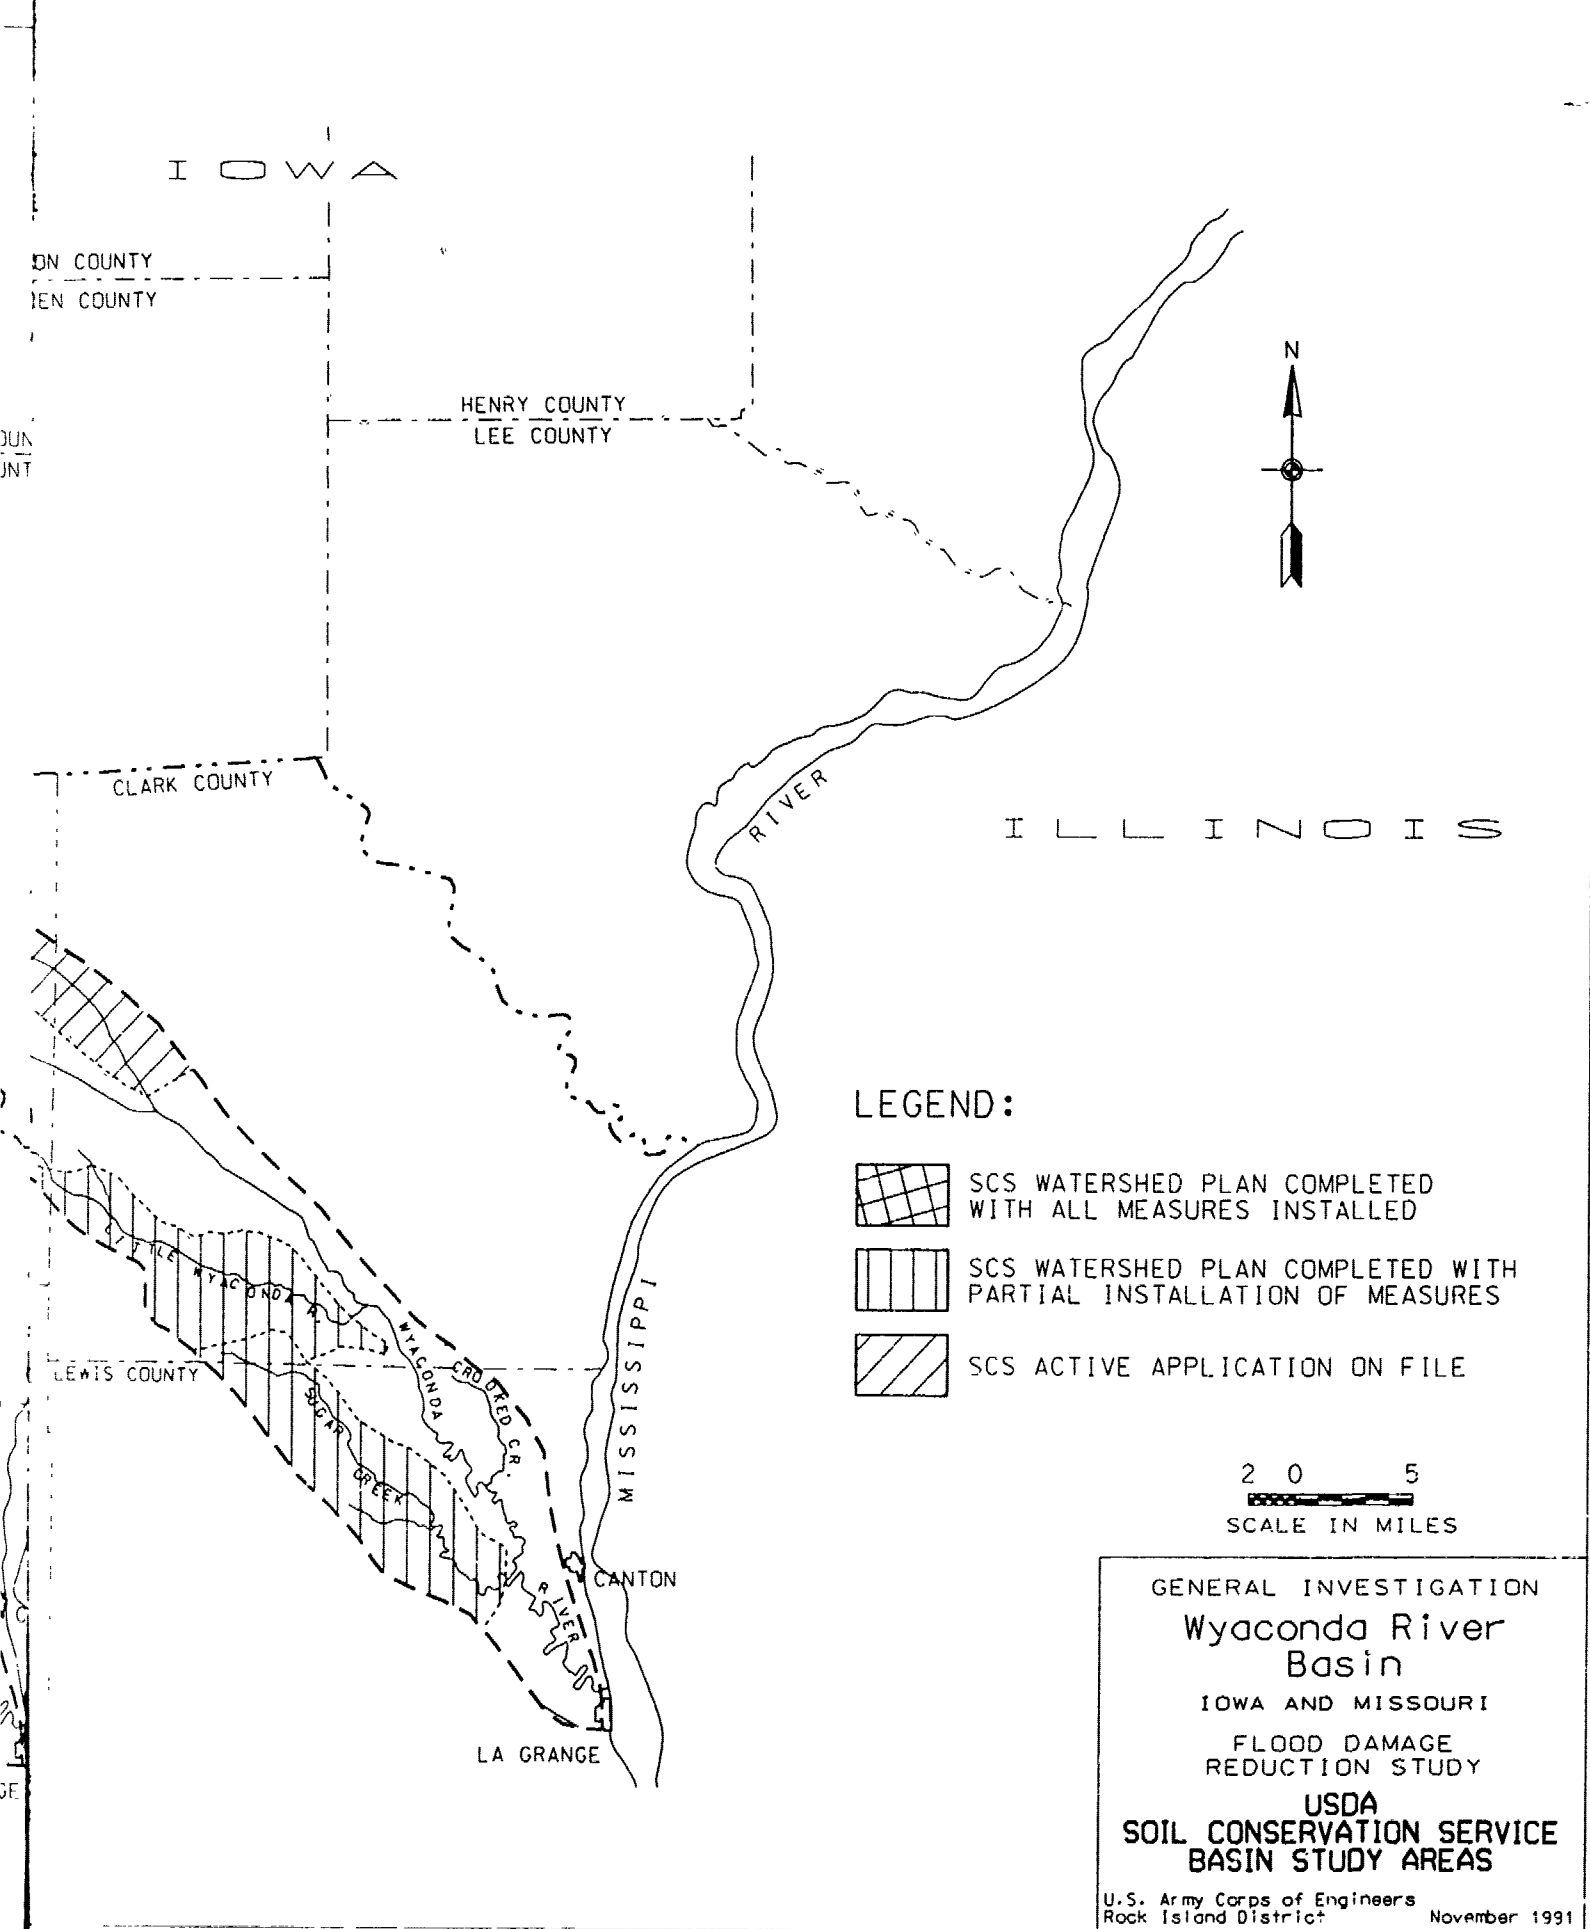 IOWA
ON COUNTY
EN COUNTY
OUN
UNT
HENRY COUNTY
LEE COUNTY
N
CLARK COUNTY
RIVER
ILLINOIS
LEGEND:
SCS WATERSHED PLAN COMPLETED
WITH ALL MEASURES INSTALLED
SCS WATERSHED PLAN COMPLETED WITH
PARTIAL INSTALLATION OF MEASURES
SCS ACTIVE APPLICATION ON FILE
LITTLE WYACONDA R.
WYACONDA
CROOKED CR.
LEWIS COUNTY
SUGAR
CREEK
MISSISSIPPI
CANTON
RIVER
LA GRANGE
GE
2 0 5
SCALE IN MILES
GENERAL INVESTIGATION
Wyaconda River
Basin
IOWA AND MISSOURI
FLOOD DAMAGE
REDUCTION STUDY
USDA
SOIL CONSERVATION SERVICE
BASIN STUDY AREAS
U.S. Army Corps of Engineers
Rock Island District November 1991